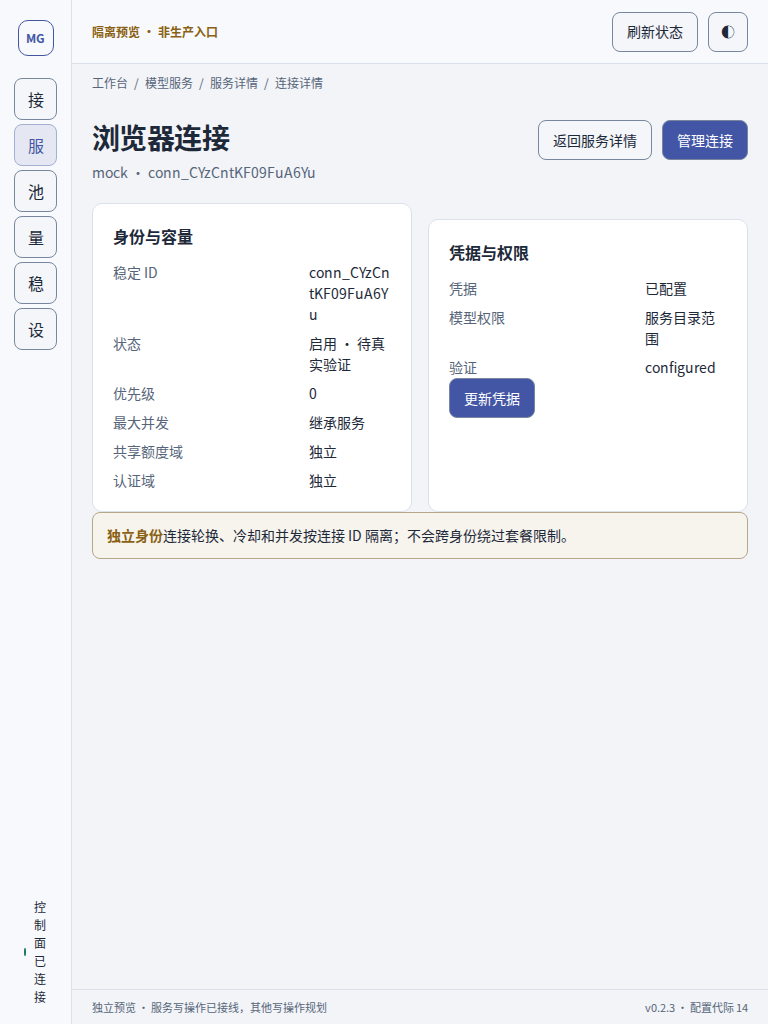 MG
接
服
池
量
稳
设
控
制
面
已
连
接
隔离预览 · 非生产入口
刷新状态
工作台 / 模型服务 / 服务详情 / 连接详情
浏览器连接
mock · conn_CYzCntKF09FuA6Yu
返回服务详情
管理连接
身份与容量
稳定 ID
conn_CYzCn
tKF09FuA6Y
u
状态
启用 · 待真
实验证
优先级
0
最大并发
继承服务
共享额度域
独立
认证域
独立
凭据与权限
凭据
已配置
模型权限
服务目录范
围
验证
configured
更新凭据
独立身份连接轮换、冷却和并发按连接 ID 隔离；不会跨身份绕过套餐限制。
独立预览 · 服务写操作已接线，其他写操作规划
v0.2.3 · 配置代际 14